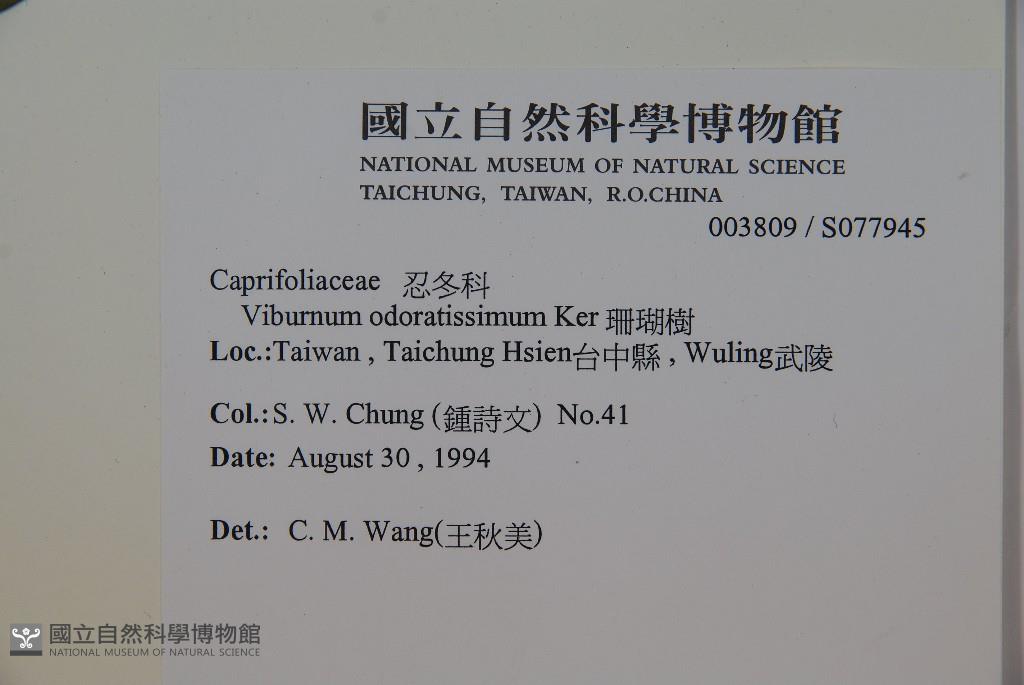 國立自然科學博物館
NATIONAL MUSEUM OF NATURAL SCIENCE
TAICHUNG, TAIWAN, R.O.CHINA
003809 / S077945
Caprifoliaceae 忍冬科
Viburnum odoratissimum Ker 珊瑚樹
Loc.:Taiwan , Taichung Hsien台中縣 , Wuling武陵
Col.: S. W. Chung (鍾詩文) No.41
Date: August 30 , 1994
Det.: C. M. Wang(王秋美)
國立自然科學博物館
NATIONAL MUSEUM OF NATURAL SCIENCE